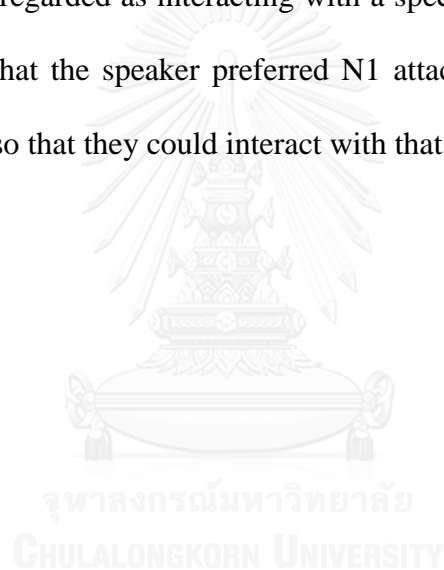 regarded as interacting with a spee
hat the speaker preferred N1 attac
so that they could interact with that
จุฬาลงกรณ์มหาวิทยาลัย
CHULALONGKORN UNIVERSITY